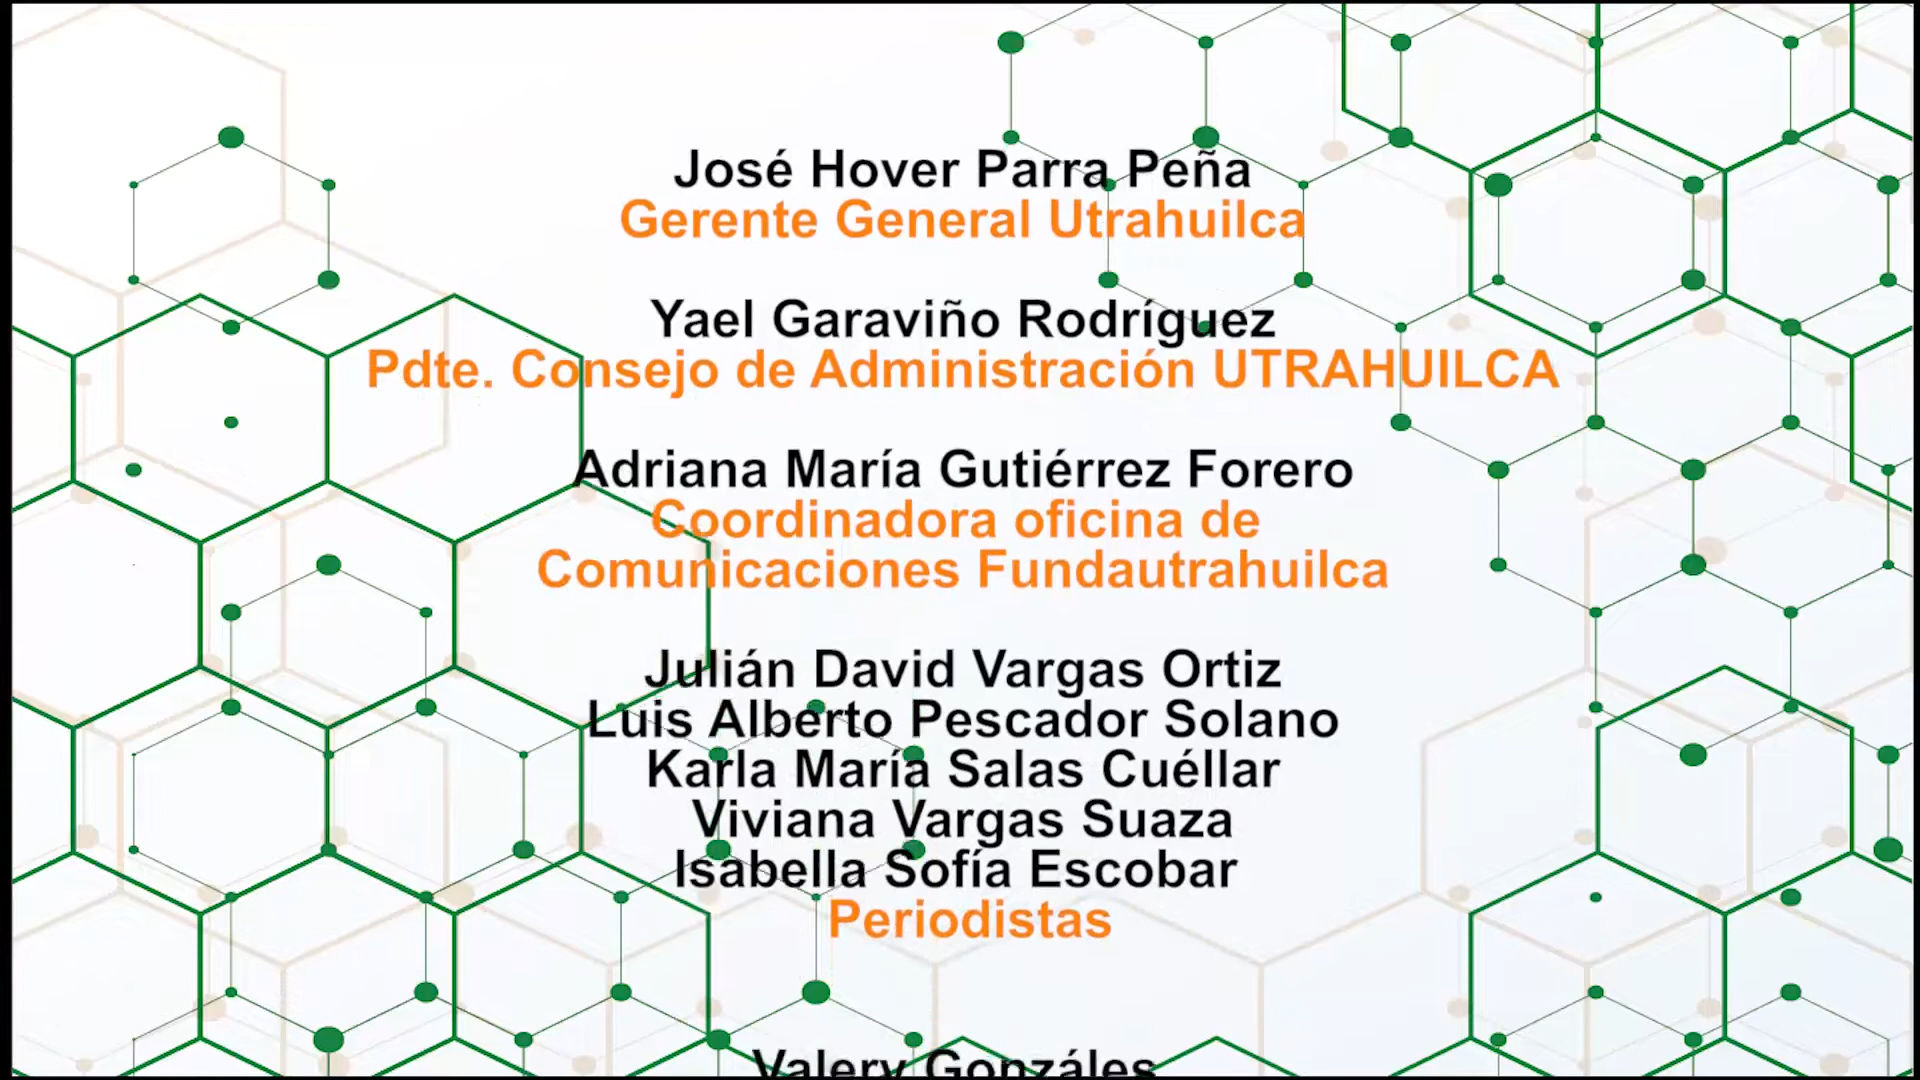 José Hover Parra Peña
Gerente General Utrahuilca
Yael Garaviño Rodríguez
Pdte. Consejo de Administración UTRAHUILCA
Adriana María Gutiérrez Forero
Coordinadora oficina de
Comunicaciones Fundautrahuilca
Julián David Vargas Ortiz
Luis Alberto Pescador Solano
Karla María Salas Cuéllar
Viviana Vargas Suaza
Isabella Sofía Escobar
Periodistas
Valery Gonzáles